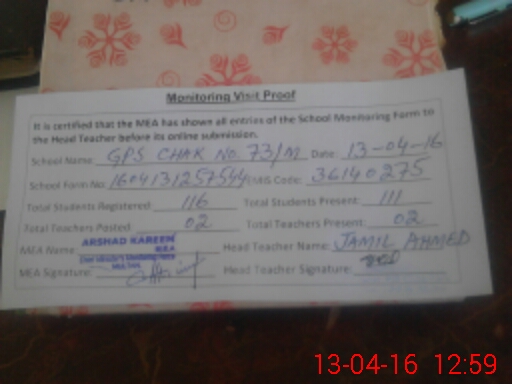 Monitoring Visit Proof
It is certified that the MEA has shown all entries of the School Monitoring Form to
the Head Teacher before its online submission.
School Name: GPS CHAK NO. 73/M Date: 13-04-16
School Form No: 1604131257544 EMIS Code: 36140275
Total Students Registered: 116 Total Students Present: 111
Total Teachers Posted: 02 Total Teachers Present: 02
MEA Name: ARSHAD KAREEM Head Teacher Name: JAMIL AHMED
MEA
MULTAN
MEA Signature: Head Teacher Signature:
13-04-16 12:59